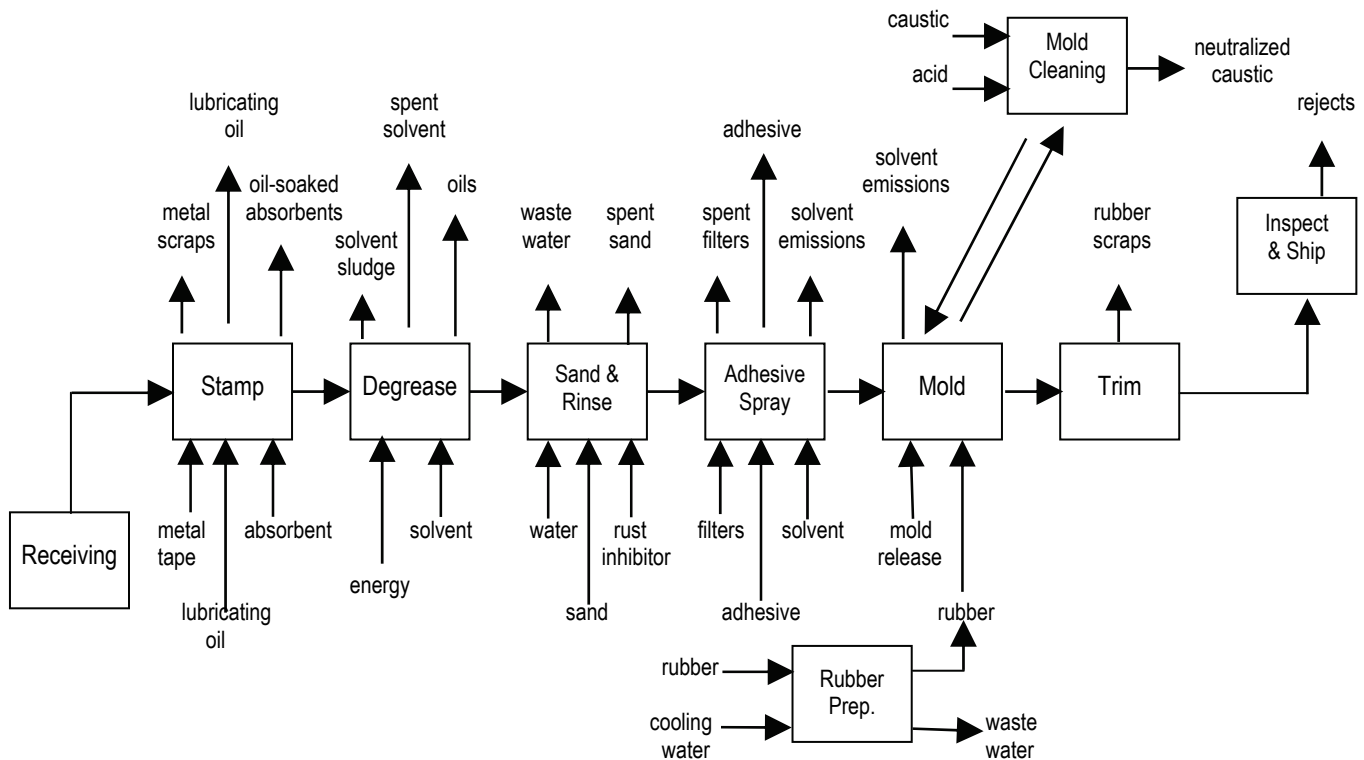 caustic
acid
Mold
Cleaning
neutralized
caustic
rejects
lubricating
oil
spent
solvent
adhesive
solvent
emissions
oil-soaked
absorbents
oils
metal
scraps
solvent
sludge
waste
water
spent
sand
spent
filters
solvent
emissions
rubber
scraps
Inspect
& Ship
Stamp
Degrease
Sand &
Rinse
Adhesive
Spray
Mold
Trim
Receiving
metal
tape
absorbent
lubricating
oil
energy
solvent
water
rust
inhibitor
sand
filters
solvent
adhesive
mold
release
rubber
rubber
cooling
water
Rubber
Prep.
waste
water